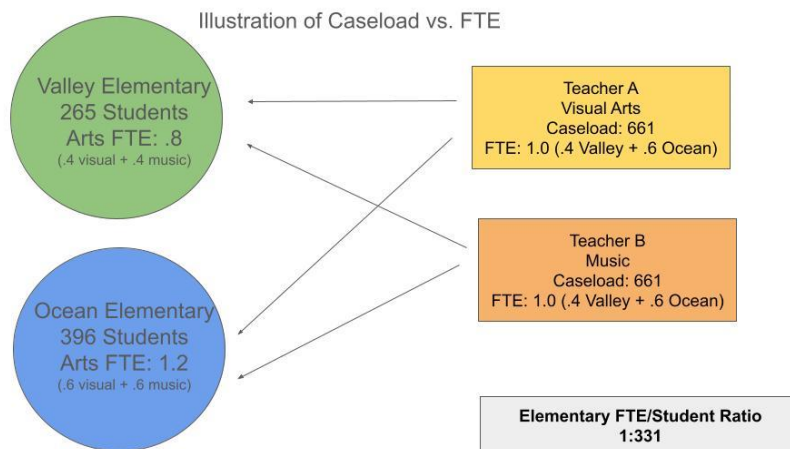 Illustration of Caseload vs. FTE
Valley Elementary
265 Students
Arts FTE: .8
(.4 visual + .4 music)
Teacher A
Visual Arts
Caseload: 661
FTE: 1.0 (.4 Valley + .6 Ocean)
Ocean Elementary
396 Students
Arts FTE: 1.2
(.6 visual + .6 music)
Teacher B
Music
Caseload: 661
FTE: 1.0 (.4 Valley + .6 Ocean)
Elementary FTE/Student Ratio
1:331